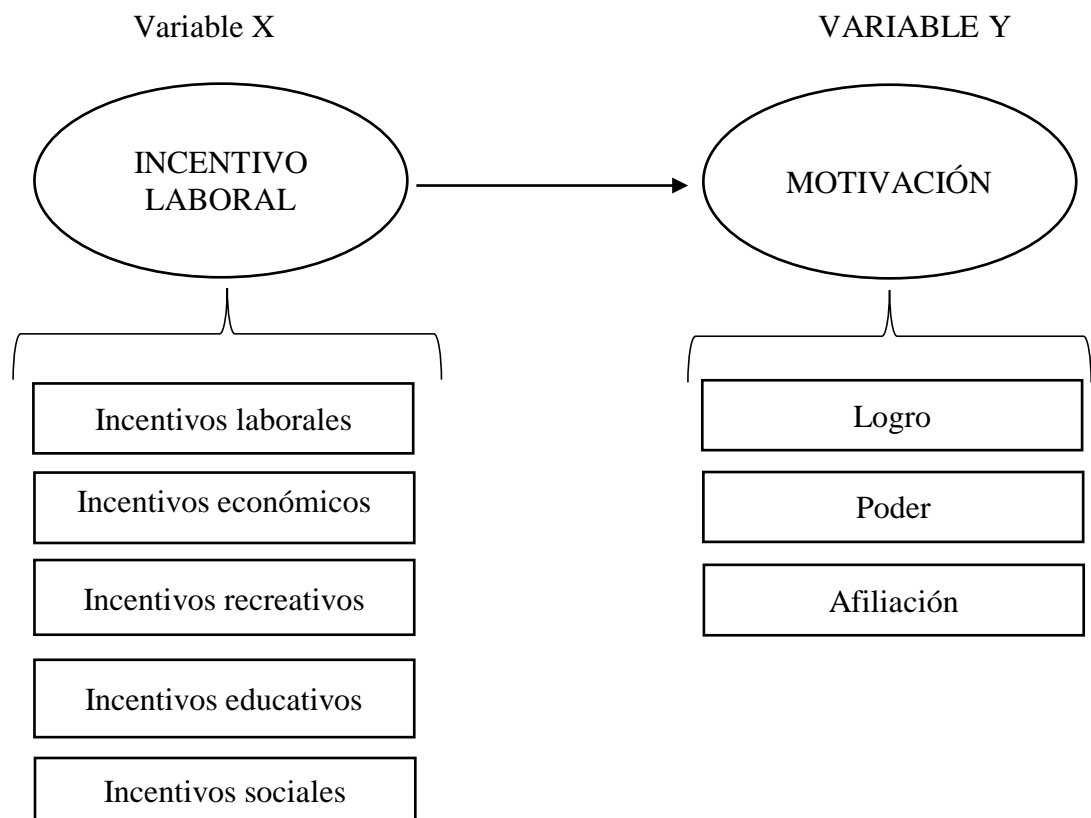 Variable X
VARIABLE Y
INCENTIVO
LABORAL
MOTIVACIÓN
Incentivos laborales
Incentivos económicos
Incentivos recreativos
Incentivos educativos
Incentivos sociales
Logro
Poder
Afiliación